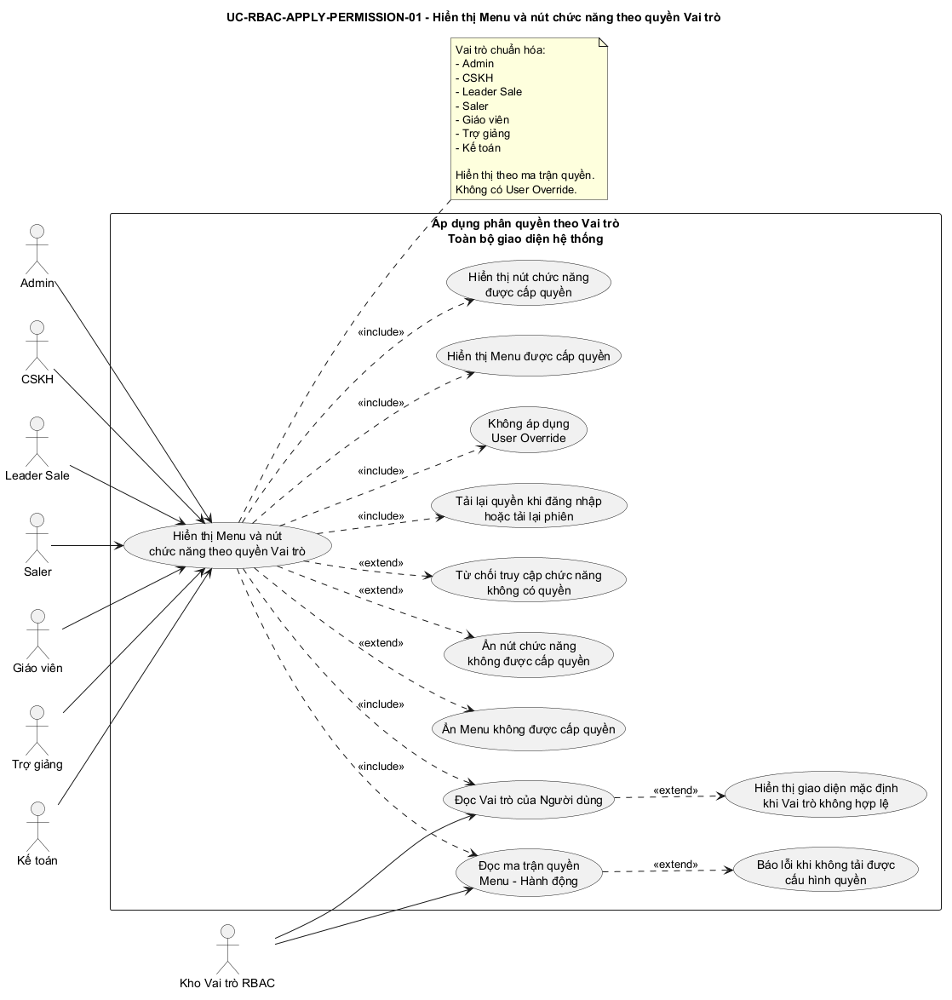 UC-RBAC-APPLY-PERMISSION-01 - Hiển thị Menu và nút chức năng theo quyền Vai trò
Vai trò chuẩn hóa:
- Admin
- CSKH
- Leader Sale
- Saler
- Giáo viên
- Trợ giảng
- Kế toán
Hiển thị theo ma trận quyền.
Không có User Override.
Áp dụng phân quyền theo Vai trò
Toàn bộ giao diện hệ thống
Admin
CSKH
Leader Sale
Saler
Giáo viên
Trợ giảng
Kế toán
Kho Vai trò RBAC
Hiển thị Menu và nút
chức năng theo quyền Vai trò
«include»
«include»
«include»
«include»
«extend»
«extend»
«extend»
«include»
«include»
Hiển thị nút chức năng
được cấp quyền
Hiển thị Menu được cấp quyền
Không áp dụng
User Override
Tải lại quyền khi đăng nhập
hoặc tải lại phiên
Từ chối truy cập chức năng
không có quyền
Ẩn nút chức năng
không được cấp quyền
Ẩn Menu không được cấp quyền
Đọc Vai trò của Người dùng
«extend»
Hiển thị giao diện mặc định
khi Vai trò không hợp lệ
Đọc ma trận quyền
Menu - Hành động
«extend»
Báo lỗi khi không tải được
cấu hình quyền